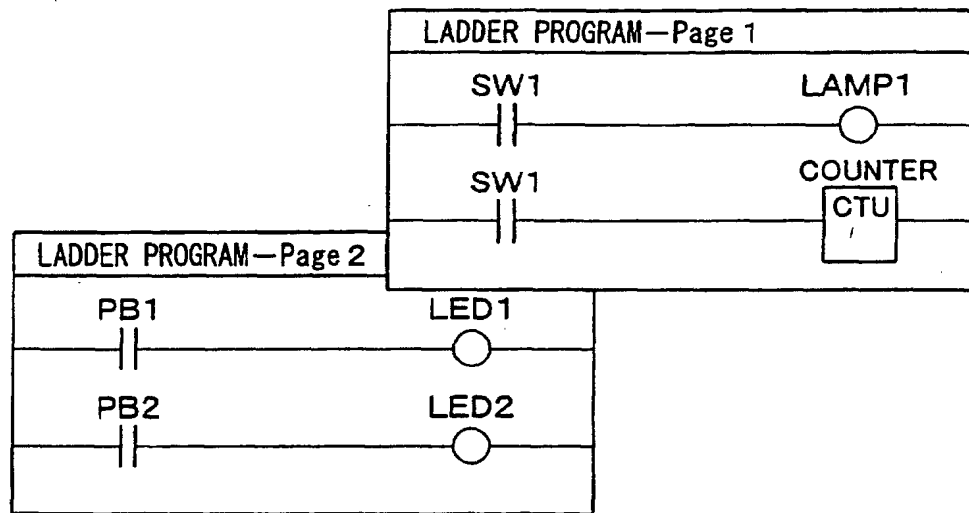 LADDER PROGRAM—Page 1
SW1 LAMP1
SW1 COUNTER
CTU
LADDER PROGRAM—Page 2
PB1 LED1
PB2 LED2